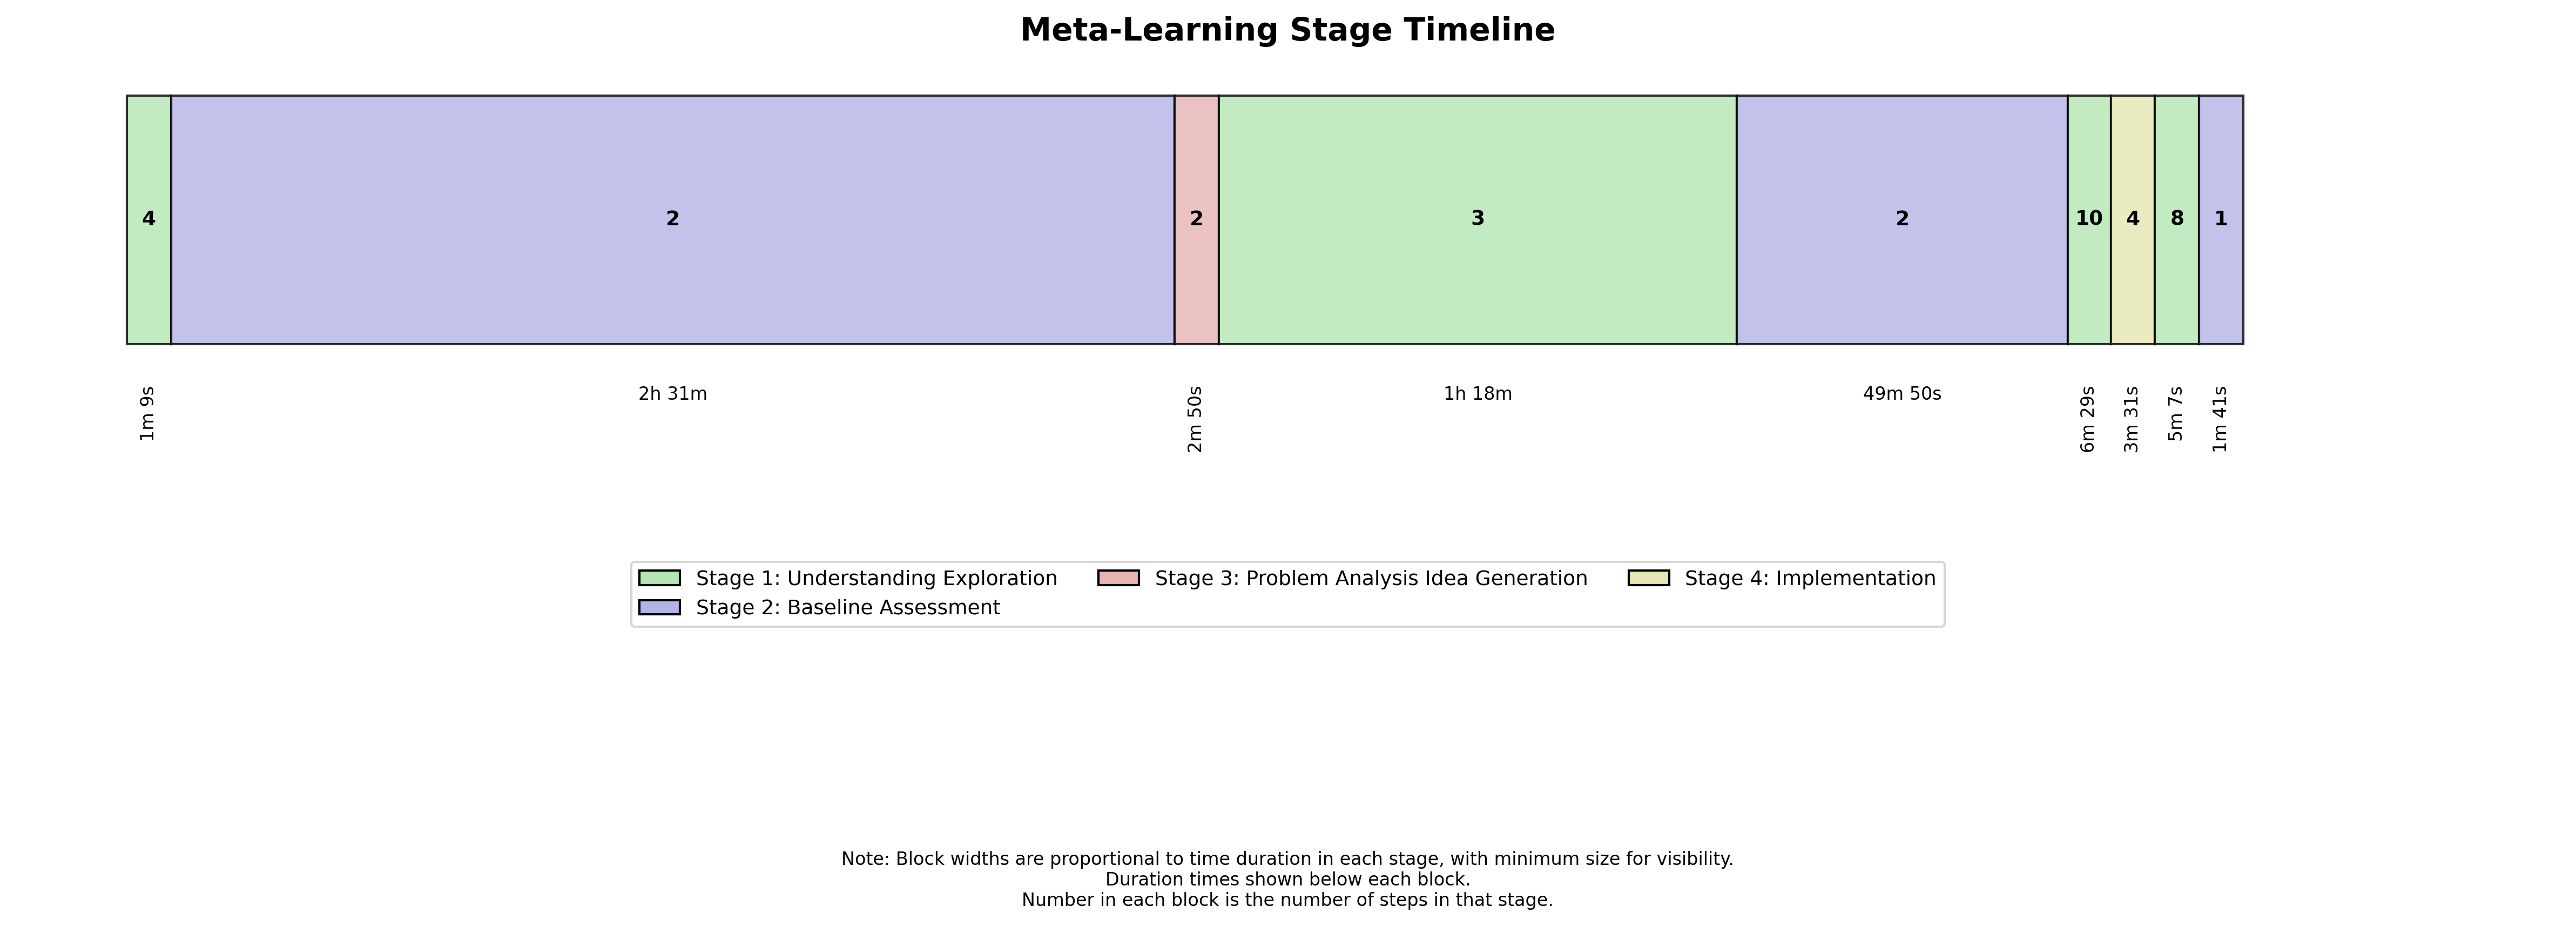 Meta-Learning Stage Timeline
4
2
2
3
2
10
4
8
1
1m 9s
2h 31m
2m 50s
1h 18m
49m 50s
6m 29s
3m 31s
5m 7s
1m 41s
Stage 1: Understanding Exploration
Stage 2: Baseline Assessment
Stage 3: Problem Analysis Idea Generation
Stage 4: Implementation
Note: Block widths are proportional to time duration in each stage, with minimum size for visibility.
Duration times shown below each block.
Number in each block is the number of steps in that stage.